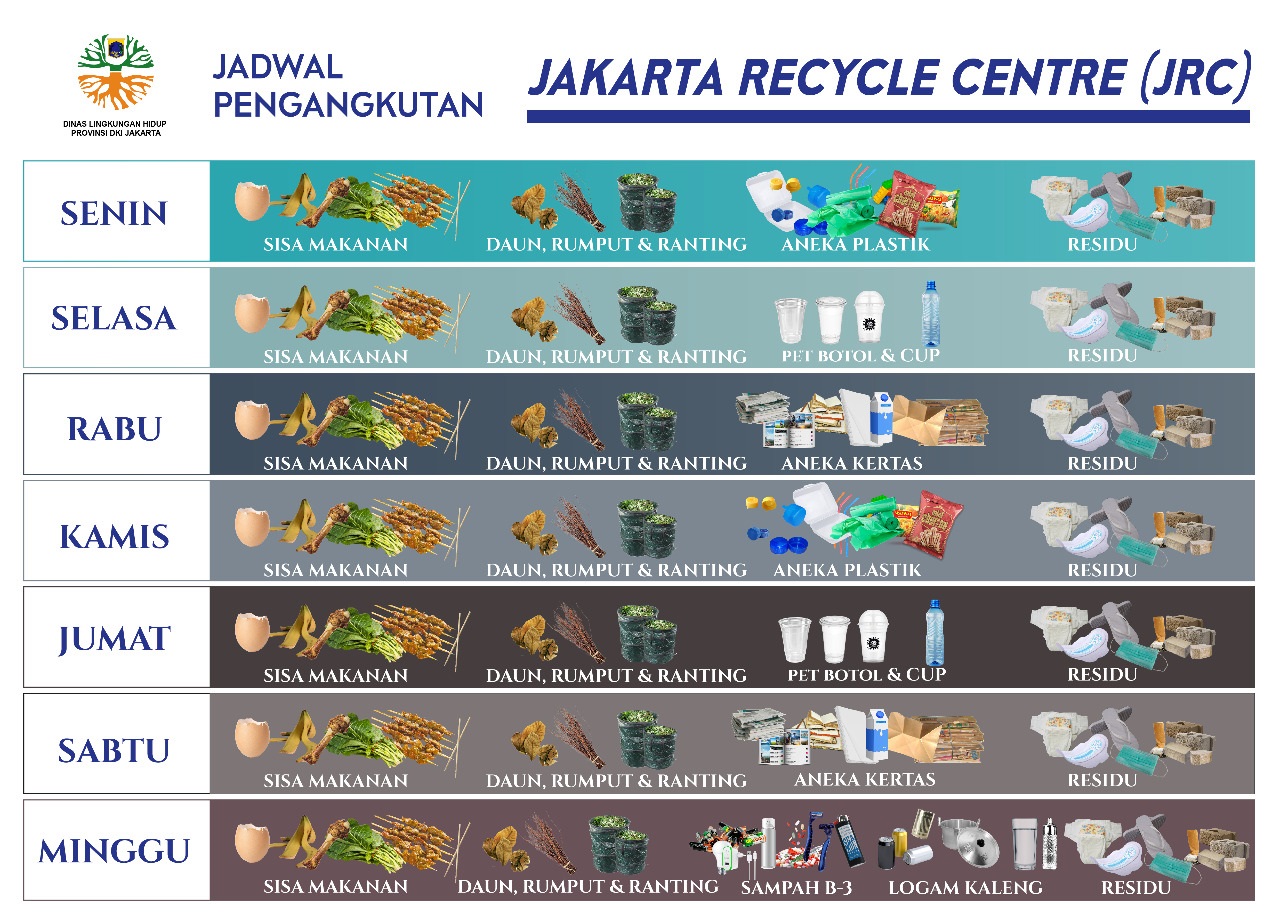 DINAS LINGKUNGAN HIDUP
PROVINSI DKI JAKARTA
JADWAL
PENGANGKUTAN
JAKARTA RECYCLE CENTRE (JRC)
SENIN
SISA MAKANAN
DAUN, RUMPUT & RANTING
ANEKA PLASTIK
RESIDU
SELASA
SISA MAKANAN
DAUN, RUMPUT & RANTING
PET BOTOL & CUP
RESIDU
RABU
SISA MAKANAN
DAUN, RUMPUT & RANTING
ANEKA KERTAS
RESIDU
KAMIS
SISA MAKANAN
DAUN, RUMPUT & RANTING
ANEKA PLASTIK
RESIDU
JUMAT
SISA MAKANAN
DAUN, RUMPUT & RANTING
PET BOTOL & CUP
RESIDU
SABTU
SISA MAKANAN
DAUN, RUMPUT & RANTING
ANEKA KERTAS
RESIDU
MINGGU
SISA MAKANAN
DAUN, RUMPUT & RANTING
SAMPAH B-3
LOGAM KALENG
RESIDU